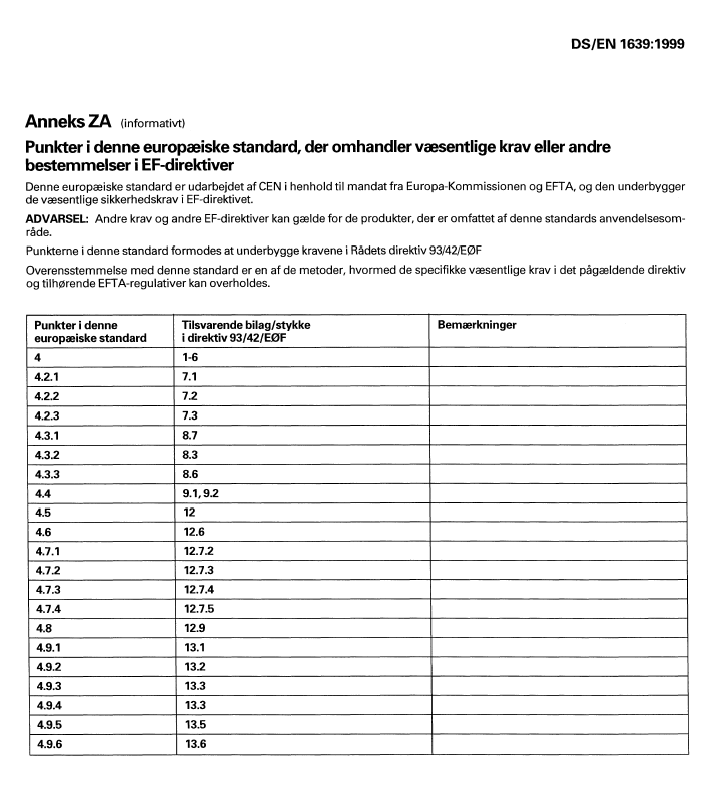 DS/EN 1639:1999
Anneks ZA (informativt)
Punkter i denne europæiske standard, der omhandler væsentlige krav eller andre
bestemmelser i EF-direktiver
Denne europæiske standard er udarbejdet af CEN i henhold til mandat fra Europa-Kommissionen og EFTA, og den underbygger
de væsentlige sikkerhedskrav i EF-direktivet.
ADVARSEL: Andre krav og andre EF-direktiver kan gælde for de produkter, der er omfattet af denne standards anvendelsesom-
råde.
Punkterne i denne standard formodes at underbygge kravene i Rådets direktiv 93/42/EØF
Overensstemmelse med denne standard er en af de metoder, hvormed de specifikke væsentlige krav i det pågældende direktiv
og tilhørende EFTA-regulativer kan overholdes.
Punkter i denne Tilsvarende bilag/stykke Bemærkninger
europæiske standard i direktiv 93/42/EØF
4 1-6
4.2.1 7.1
4.2.2 7.2
4.2.3 7.3
4.3.1 8.7
4.3.2 8.3
4.3.3 8.6
4.4 9.1, 9.2
4.5 12
4.6 12.6
4.7.1 12.7.2
4.7.2 12.7.3
4.7.3 12.7.4
4.7.4 12.7.5
4.8 12.9
4.9.1 13.1
4.9.2 13.2
4.9.3 13.3
4.9.4 13.3
4.9.5 13.5
4.9.6 13.6